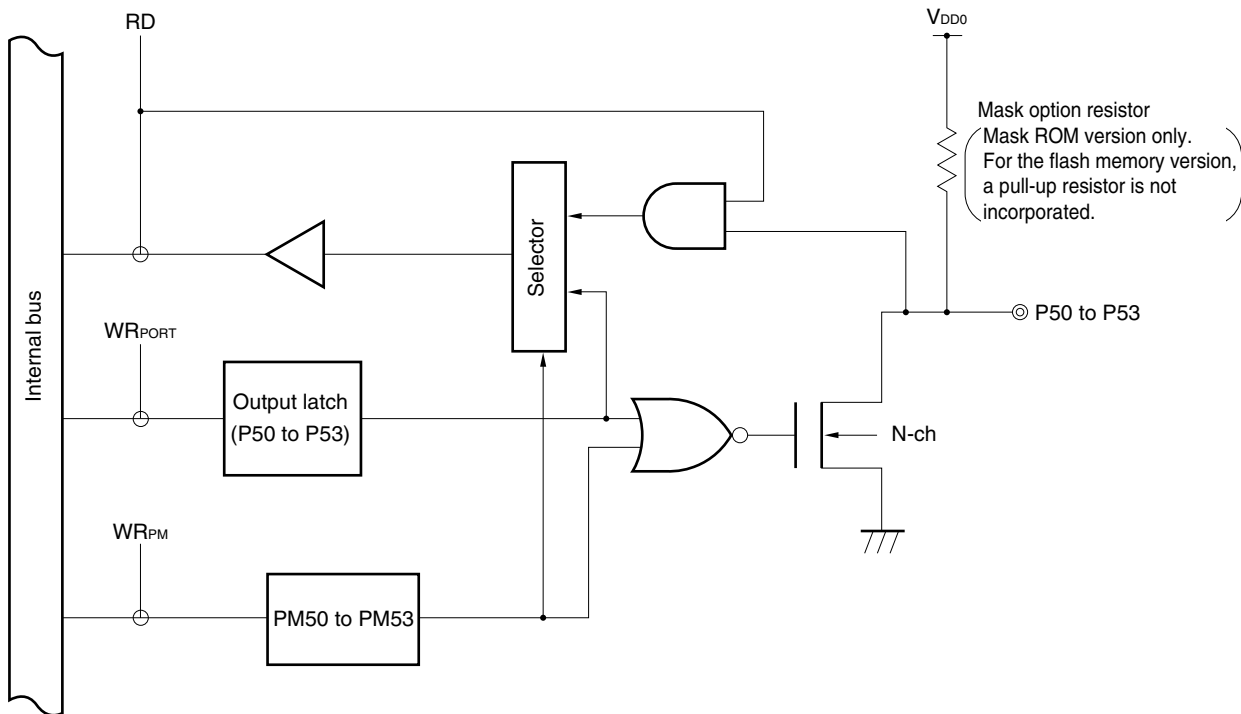 RD
VDD0
Mask option resistor
Mask ROM version only.
For the flash memory version,
a pull-up resistor is not
incorporated.
Internal bus
Selector
P50 to P53
WRPORT
Output latch
(P50 to P53)
N-ch
WRPM
PM50 to PM53